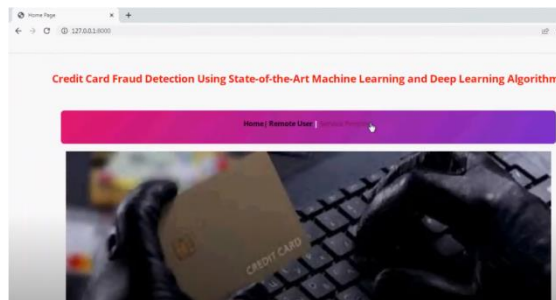 Home Page
127.0.0.1:8000
Credit Card Fraud Detection Using State-of-the-Art Machine Learning and Deep Learning Algorithm
Home | Remote User | Service Provider
CREDIT CARD